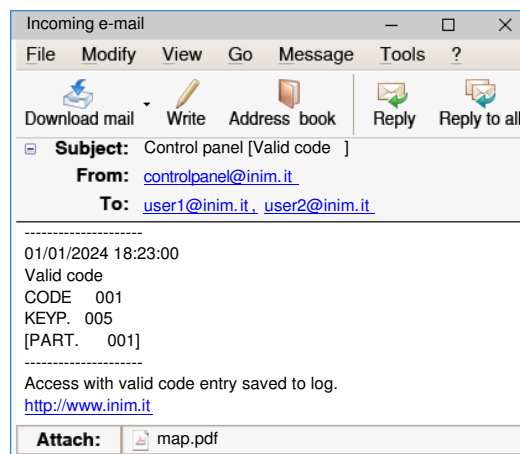 Incoming e-mail
File Modify View Go Message Tools ?
Download mail Write Address book Reply Reply to all
Subject: Control panel [Valid code ]
From: controlpanel@inim.it
To: user1@inim.it, user2@inim.it
---------------------
01/01/2024 18:23:00
Valid code
CODE 001
KEYP. 005
[PART. 001]
---------------------
Access with valid code entry saved to log.
http://www.inim.it
Attach: map.pdf